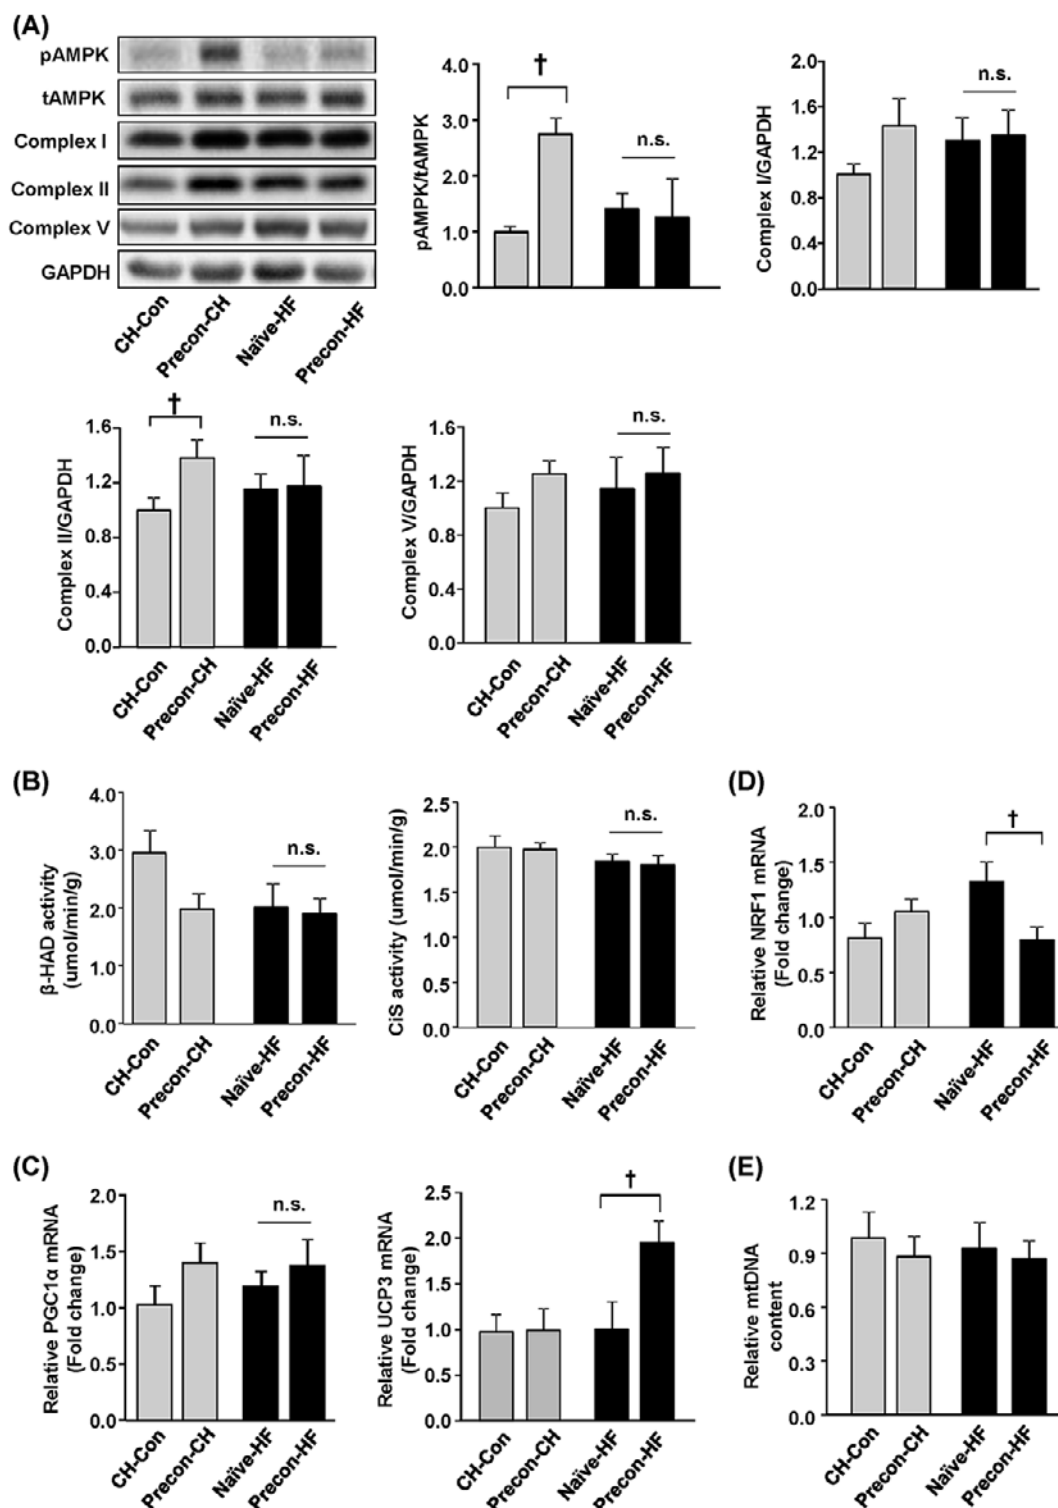 (A)
pAMPK
tAMPK
Complex I
Complex II
Complex V
GAPDH
CH-Con
Precon-CH
Naïve-HF
Precon-HF
pAMPK/tAMPK
4.0
3.0
2.0
1.0
0.0
†
n.s.
Complex I/GAPDH
2.0
1.6
1.2
0.8
0.4
0.0
n.s.
Complex II/GAPDH
1.6
1.2
0.8
0.4
0.0
†
n.s.
CH-Con
Precon-CH
Naïve-HF
Precon-HF
Complex V/GAPDH
1.6
1.2
0.8
0.4
0.0
n.s.
CH-Con
Precon-CH
Naïve-HF
Precon-HF
(B)
β-HAD activity
(umol/min/g)
4.0
3.0
2.0
1.0
0.0
n.s.
CH-Con
Precon-CH
Naïve-HF
Precon-HF
CiS activity (umol/min/g)
2.5
2.0
1.5
1.0
0.5
0.0
n.s.
CH-Con
Precon-CH
Naïve-HF
Precon-HF
(D)
Relative NRF1 mRNA
(Fold change)
2.0
1.5
1.0
0.5
0.0
†
CH-Con
Precon-CH
Naïve-HF
Precon-HF
(C)
Relative PGC1α mRNA
(Fold change)
2.0
1.5
1.0
0.5
0.0
n.s.
CH-Con
Precon-CH
Naïve-HF
Precon-HF
Relative UCP3 mRNA
(Fold change)
2.5
2.0
1.5
1.0
0.5
0.0
†
CH-Con
Precon-CH
Naïve-HF
Precon-HF
(E)
Relative mtDNA
content
1.2
0.9
0.6
0.3
0.0
CH-Con
Precon-CH
Naïve-HF
Precon-HF